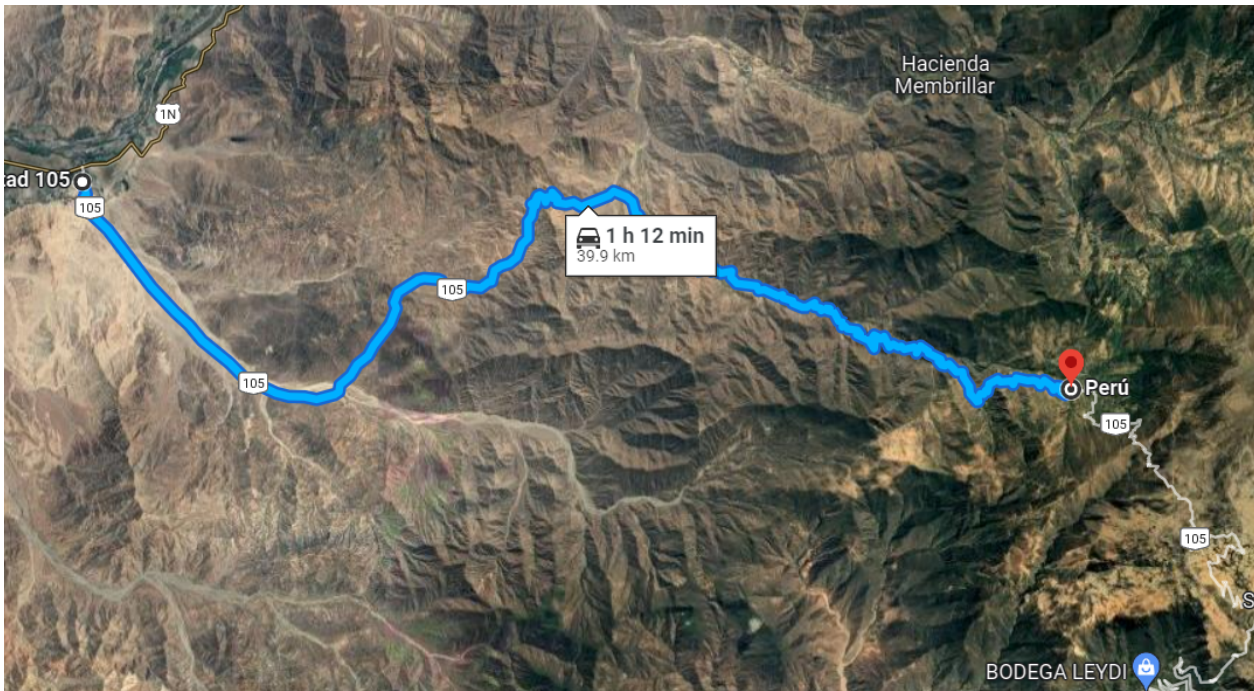 Hacienda
Membrillar
1N
tad 105
105
1 h 12 min
39.9 km
105
105
Perú
105
105
S
BODEGA LEYDI